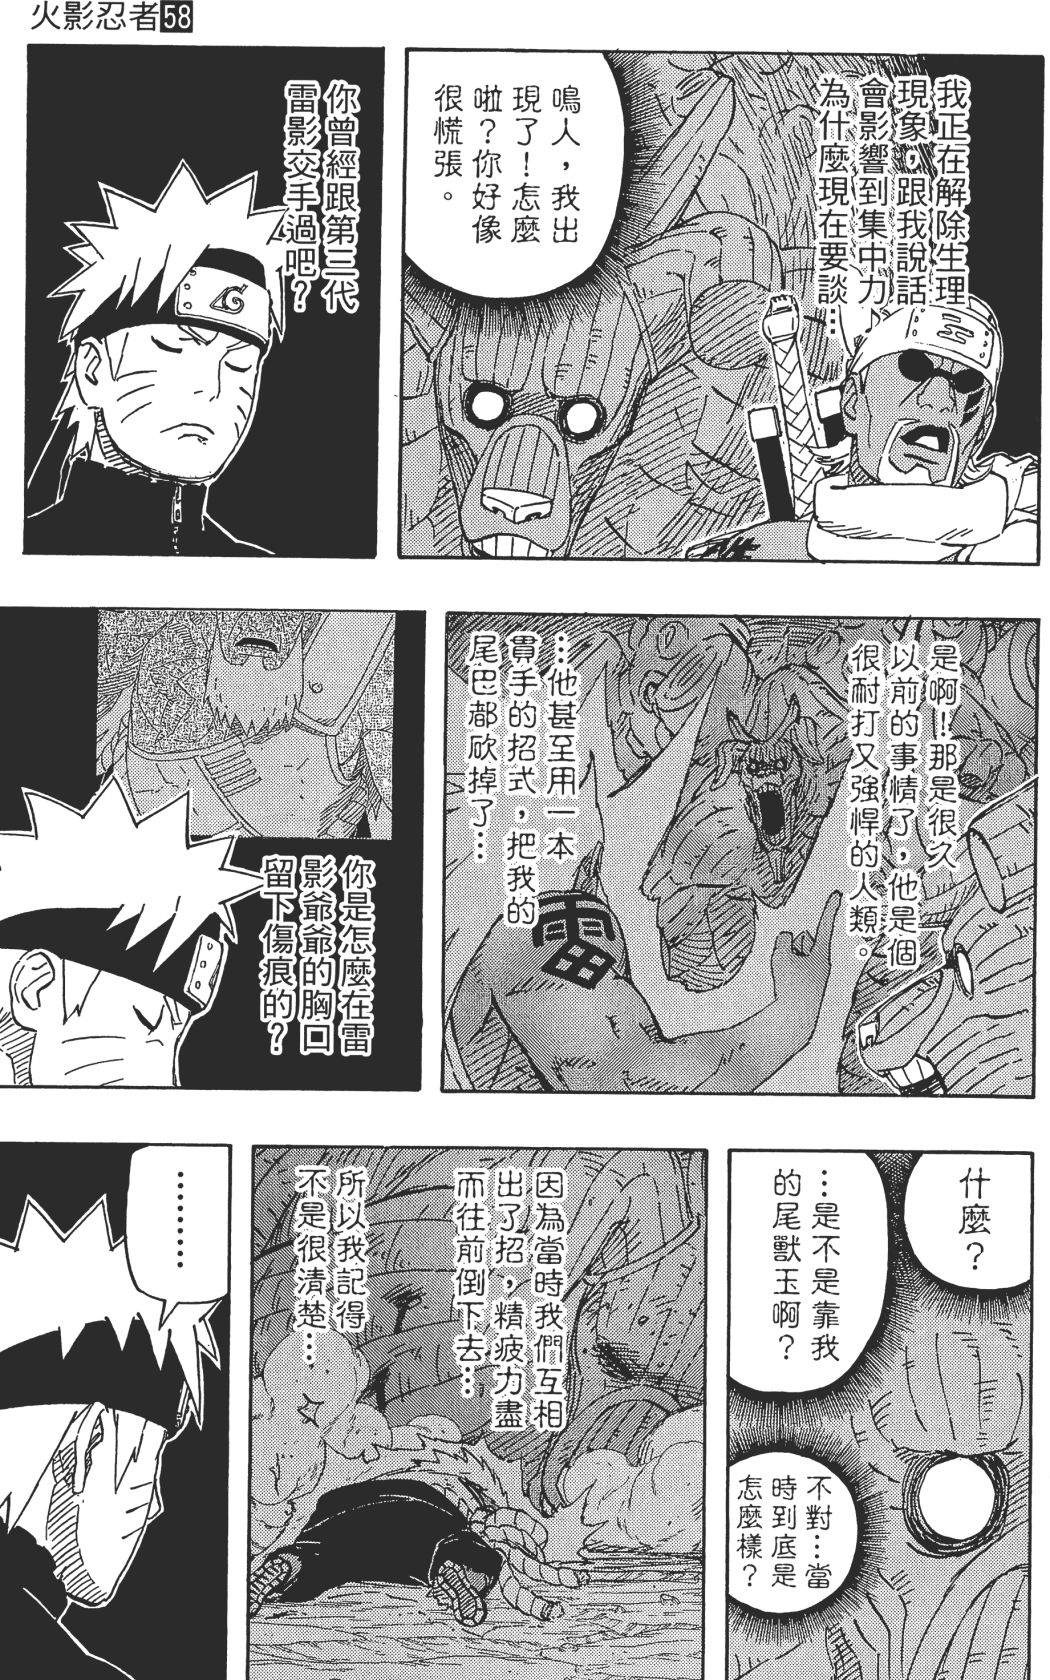 火影忍者58
我正在解除生理
現象，跟我說話
會影響到集中力
為什麼現在要談…
鳴人，我出
現了！怎麼
啦？你好像
很慌張。
你曾經跟第三代
雷影交手過吧？
是啊！那是很久
以前的事情了，他是個
很耐打又強悍的人類。
…他甚至用一本
貫手的招式，把我的
尾巴都砍掉了…
雷
你是怎麼在雷
影爺爺的胸口
留下傷痕的？
什麼？
…是不是靠我
的尾獸玉啊？
不對…當
時到底是
怎麼樣？
因為當時我們互相
出了招，精疲力盡
而往前倒下去…
所以我記得
不是很清楚…
………